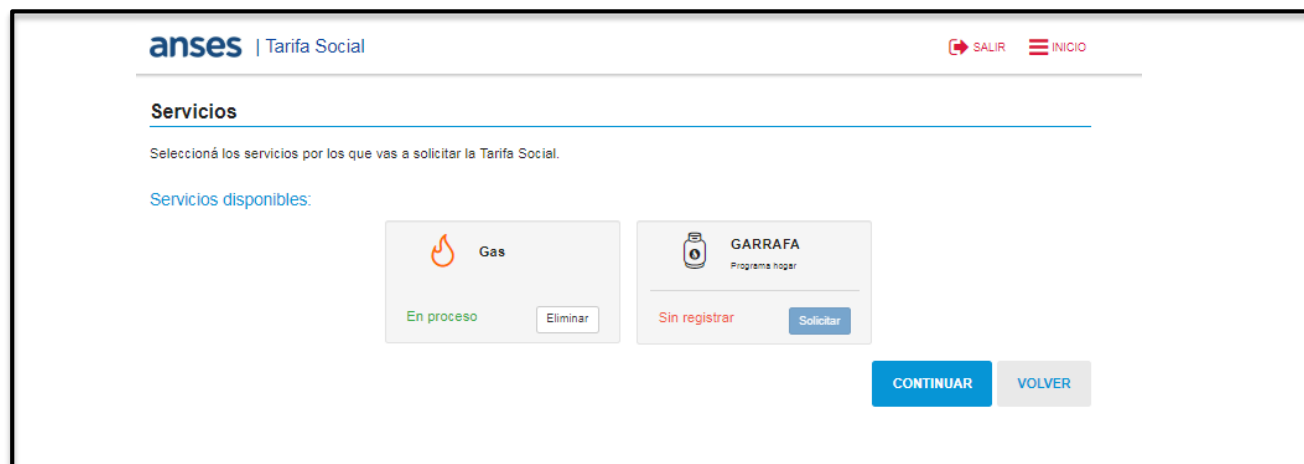 anses | Tarifa Social
SALIR
INICIO
Servicios
Seleccioná los servicios por los que vas a solicitar la Tarifa Social.
Servicios disponibles:
Gas
En proceso
Eliminar
GARRAFA
Programa hogar
Sin registrar
Solicitar
CONTINUAR
VOLVER